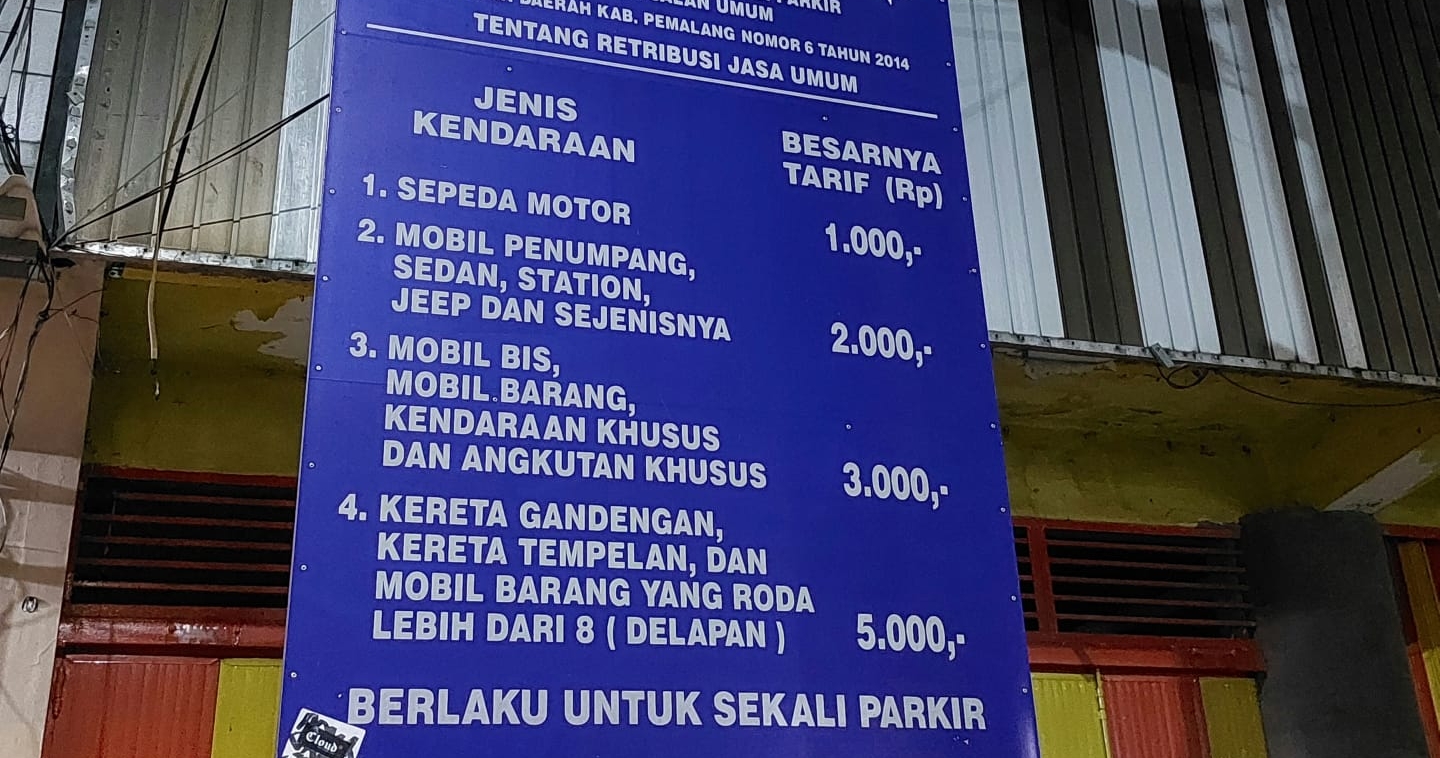 PARKIR
UMUM
DAERAH KAB. PEMALANG NOMOR 6 TAHUN 2014
TENTANG RETRIBUSI JASA UMUM
JENIS
KENDARAAN
BESARNYA
TARIF (Rp)
1. SEPEDA MOTOR
1.000,-
2. MOBIL PENUMPANG,
SEDAN, STATION,
JEEP DAN SEJENISNYA
2.000,-
3. MOBIL BIS,
MOBIL BARANG,
KENDARAAN KHUSUS
DAN ANGKUTAN KHUSUS
3.000,-
4. KERETA GANDENGAN,
KERETA TEMPELAN, DAN
MOBIL BARANG YANG RODA
LEBIH DARI 8 ( DELAPAN )
5.000,-
BERLAKU UNTUK SEKALI PARKIR
Cloud